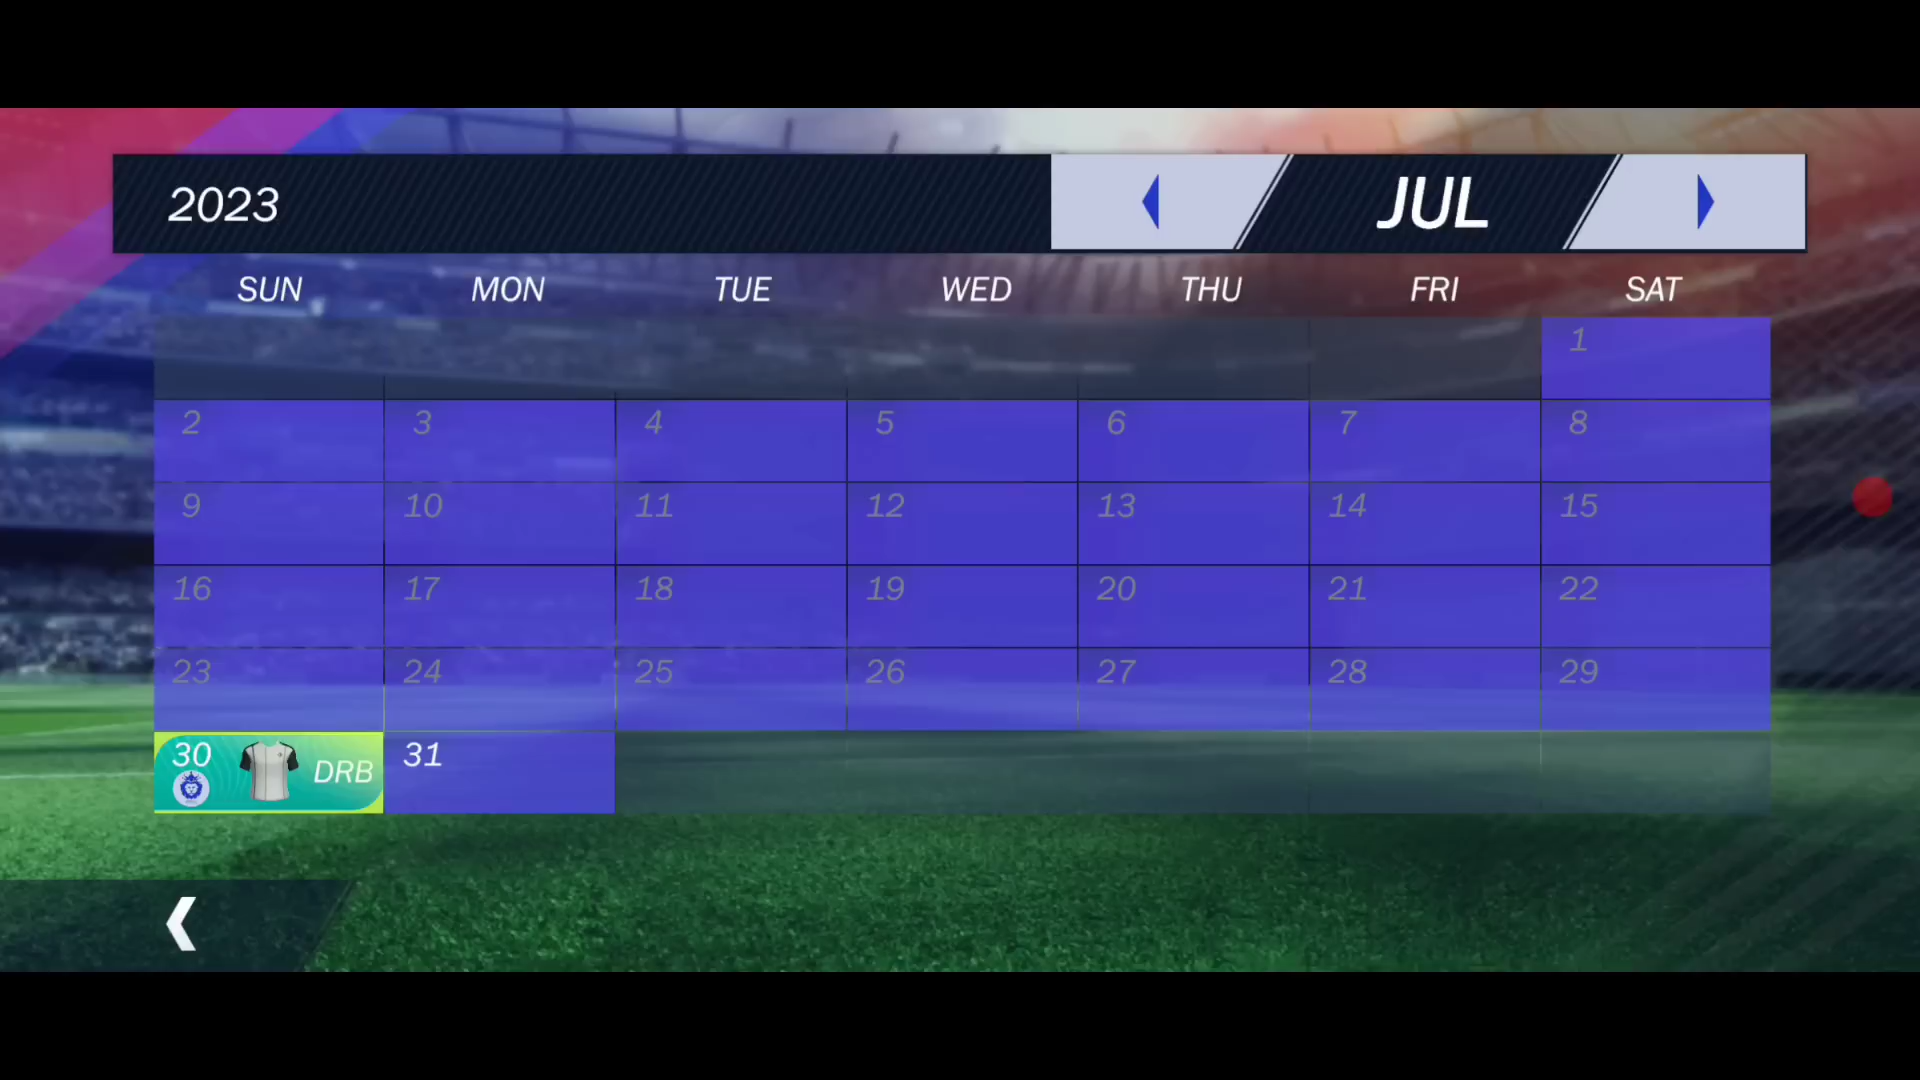 2023 JUL
SUN MON TUE WED THU FRI SAT
1
2 3 4 5 6 7 8
9 10 11 12 13 14 15
16 17 18 19 20 21 22
23 24 25 26 27 28 29
30 DRB 31